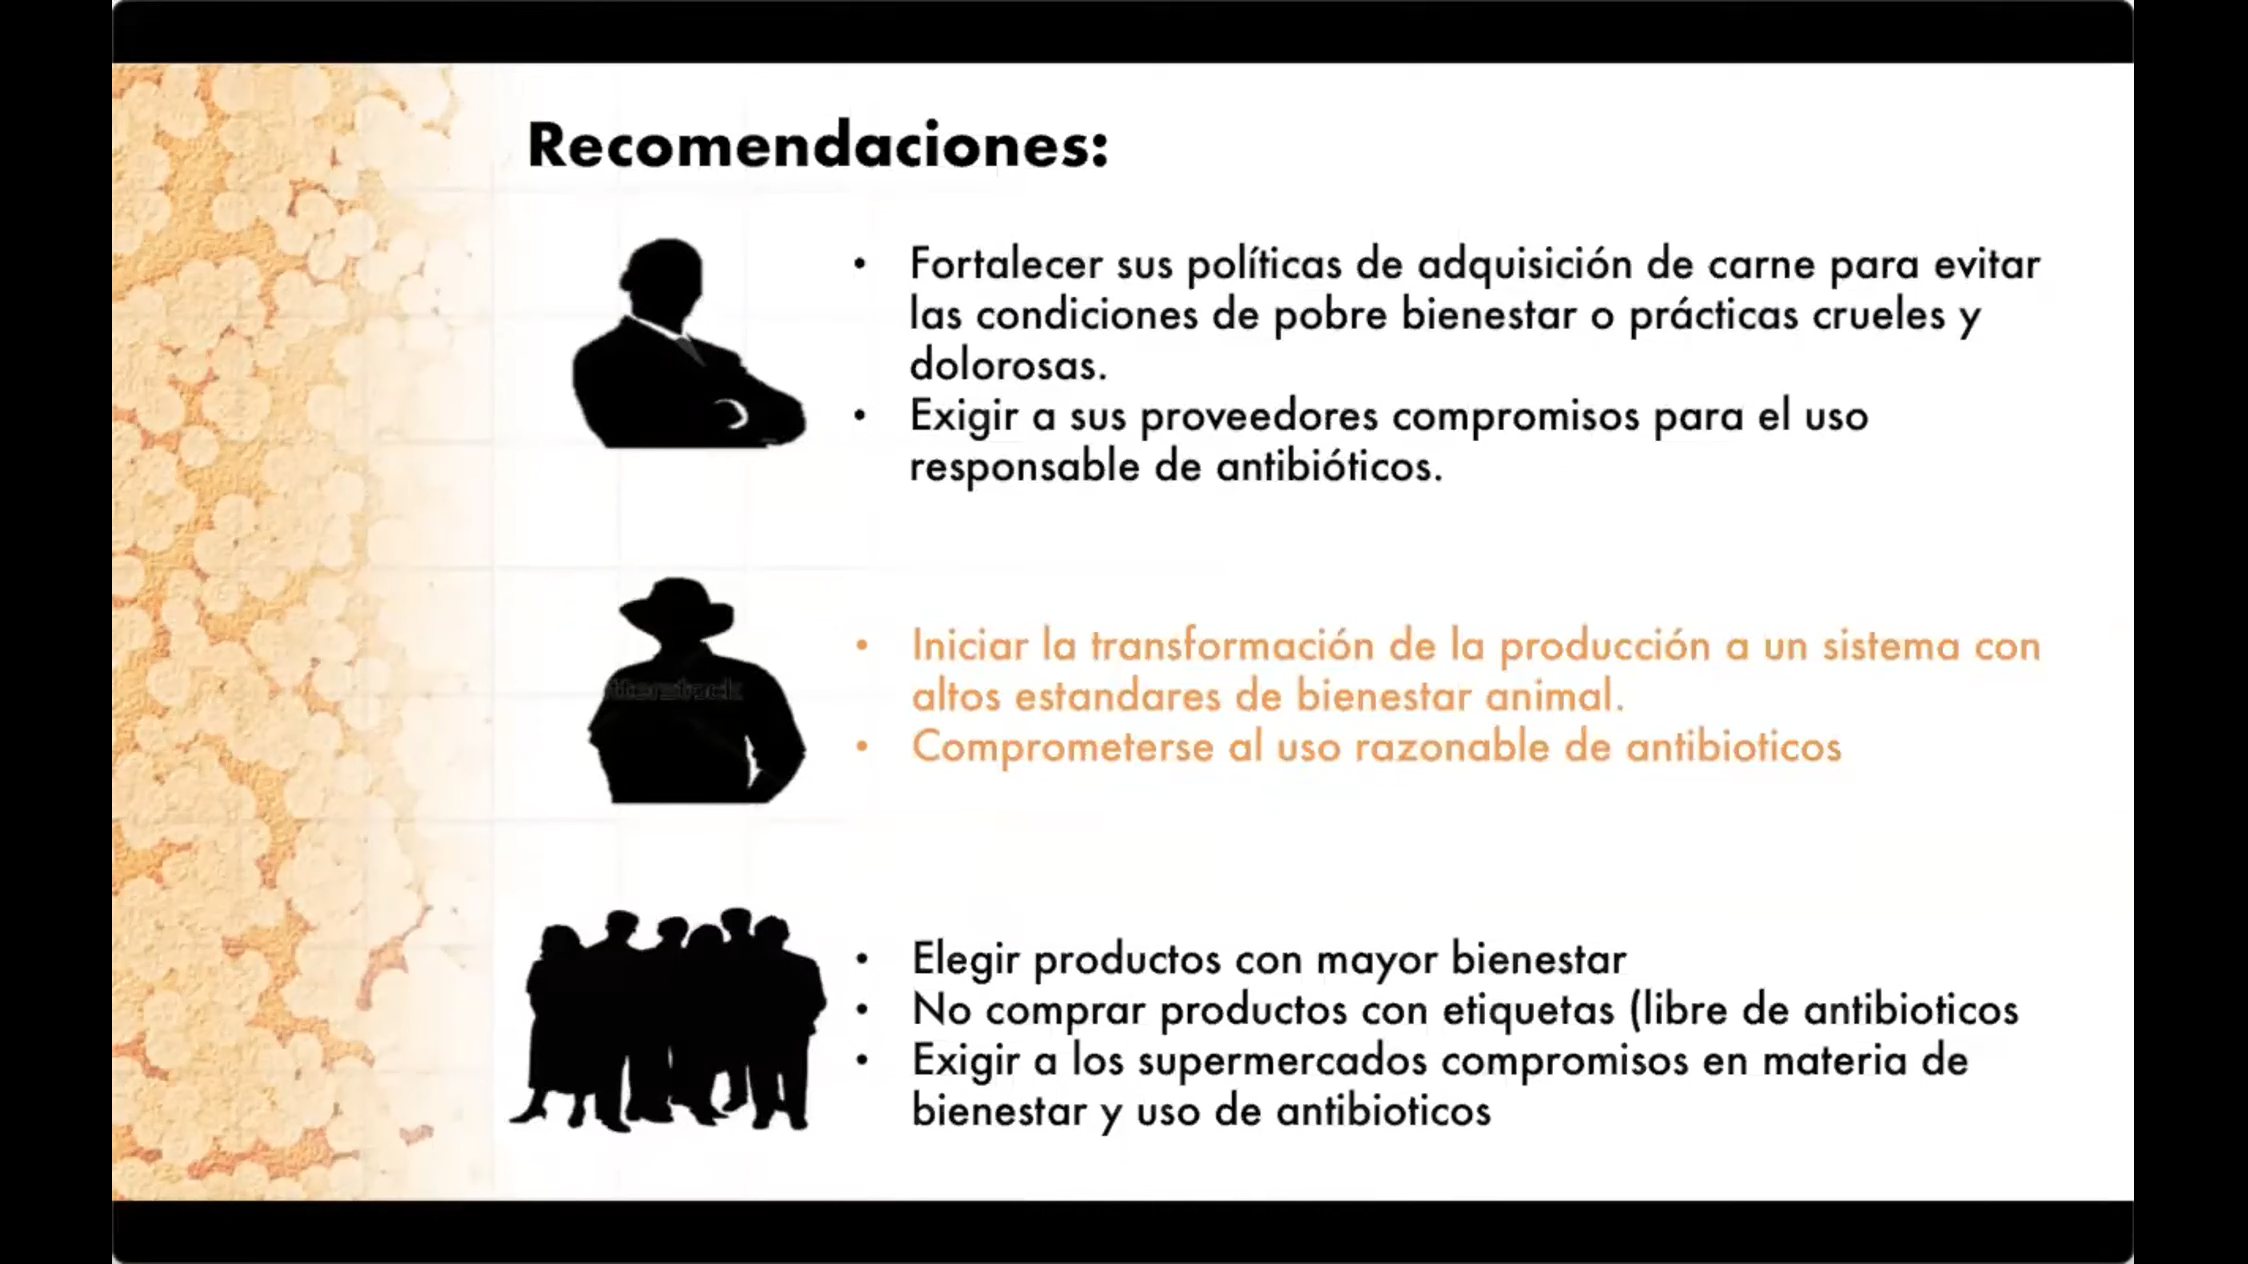 Recomendaciones:
• Fortalecer sus políticas de adquisición de carne para evitar
las condiciones de pobre bienestar o prácticas crueles y
dolorosas.
• Exigir a sus proveedores compromisos para el uso
responsable de antibióticos.
• Iniciar la transformación de la producción a un sistema con
altos estandares de bienestar animal.
• Comprometerse al uso razonable de antibioticos
• Elegir productos con mayor bienestar
• No comprar productos con etiquetas (libre de antibioticos
• Exigir a los supermercados compromisos en materia de
bienestar y uso de antibioticos